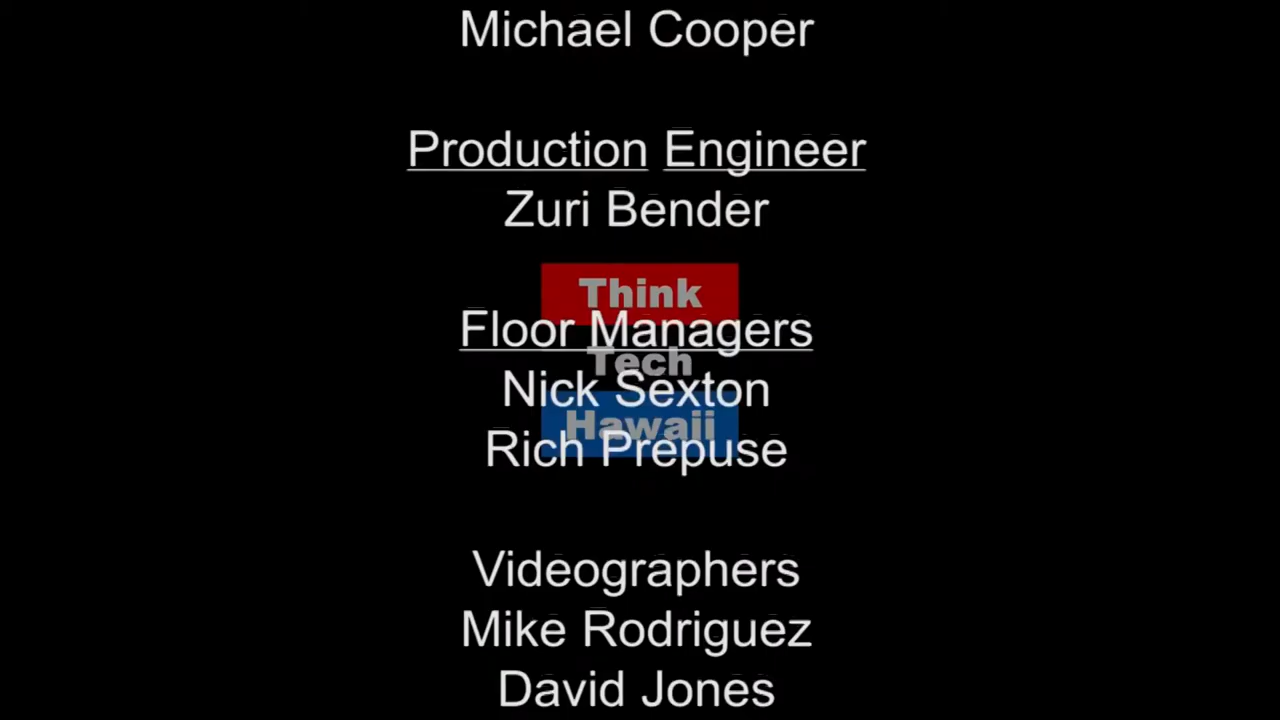 Michael Cooper
Production Engineer
Zuri Bender
Think
Floor Managers
Tech
Nick Sexton
Hawaii
Rich Prepuse
Videographers
Mike Rodriguez
David Jones